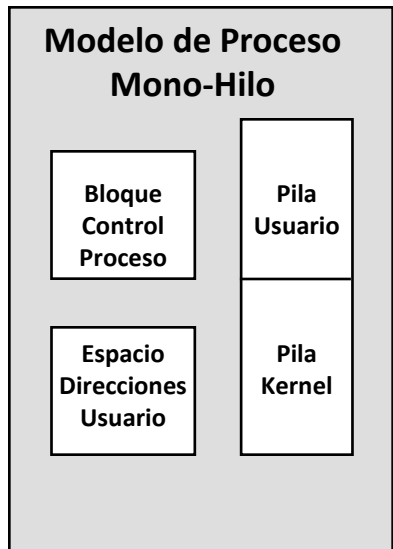 Modelo de Proceso
Mono-Hilo
Bloque
Control
Proceso
Pila
Usuario
Espacio
Direcciones
Usuario
Pila
Kernel